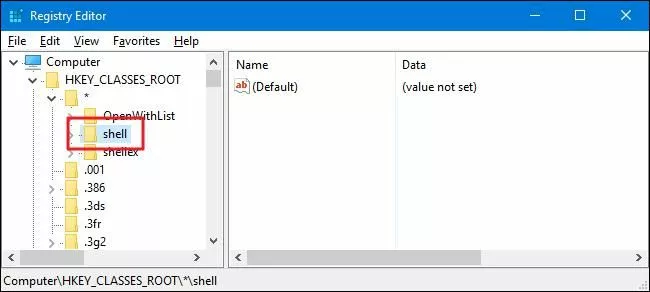 Registry Editor
File Edit View Favorites Help
Computer
HKEY_CLASSES_ROOT
*
OpenWithList
shell
shellex
.001
.386
.3ds
.3fr
.3g2
Name Data
ab (Default) (value not set)
Computer\HKEY_CLASSES_ROOT\*\shell